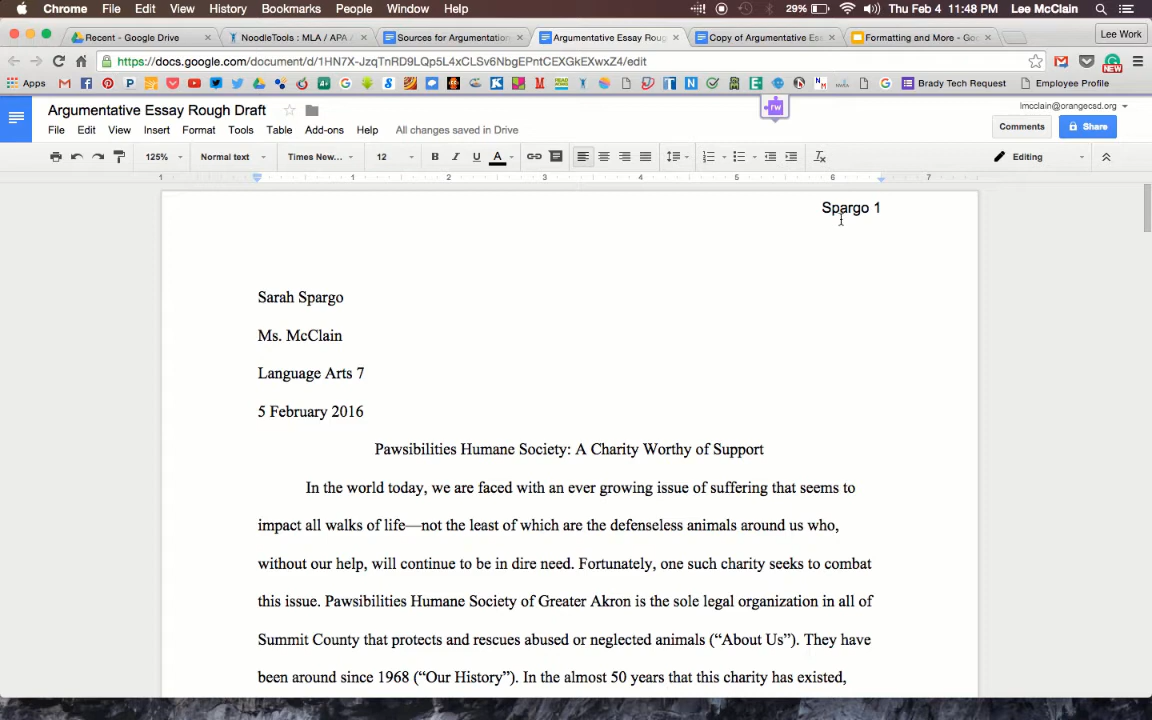 Chrome File Edit View History Bookmarks People Window Help 29% Thu Feb 4 11:48 PM Lee McClain
Recent - Google Drive NoodleTools : MLA / APA / Sources for Argumentation Argumentative Essay Roug Copy of Argumentative Es Formatting and More - Goo Lee Work
https://docs.google.com/document/d/1HN7X-JzqTnRD9LQp5L4xCLSv6NbgEPntCEXGkEXwxZ4/edit
Apps Brady Tech Request Employee Profile
Argumentative Essay Rough Draft lmcclain@orangecsd.org
File Edit View Insert Format Tools Table Add-ons Help All changes saved in Drive Comments Share
125% Normal text Times New... 12 B I U A Editing
1 1 2 3 4 5 6 7
Spargo 1
Sarah Spargo
Ms. McClain
Language Arts 7
5 February 2016
Pawsibilities Humane Society: A Charity Worthy of Support
In the world today, we are faced with an ever growing issue of suffering that seems to
impact all walks of life—not the least of which are the defenseless animals around us who,
without our help, will continue to be in dire need. Fortunately, one such charity seeks to combat
this issue. Pawsibilities Humane Society of Greater Akron is the sole legal organization in all of
Summit County that protects and rescues abused or neglected animals (“About Us”). They have
been around since 1968 (“Our History”). In the almost 50 years that this charity has existed,